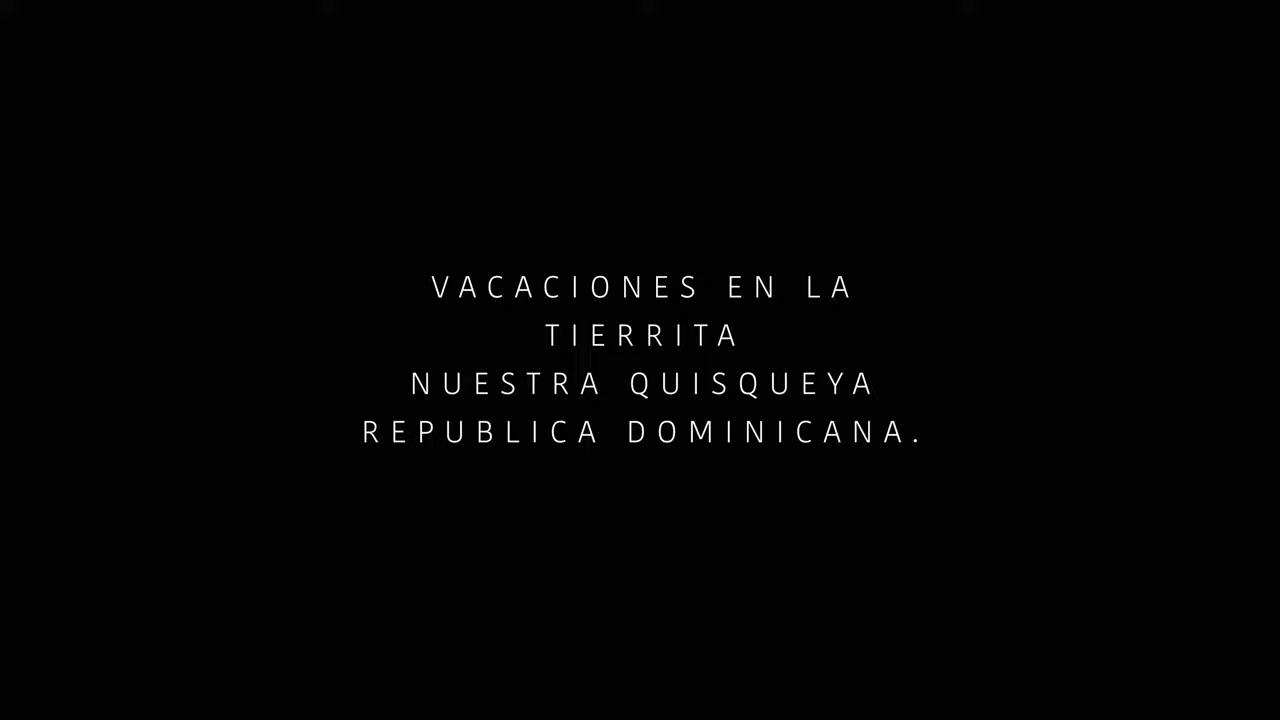 VACACIONES EN LA
TIERRITA
NUESTRA QUISQUEYA
REPUBLICA DOMINICANA.